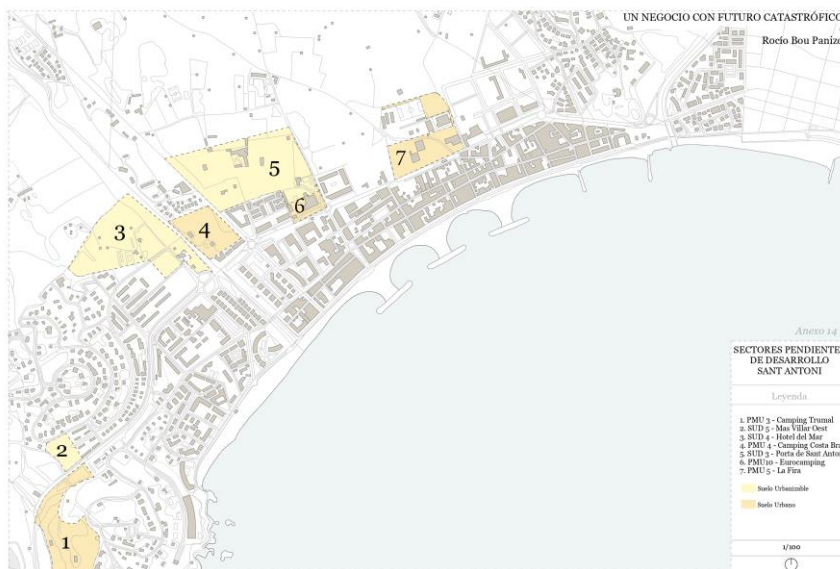 UN NEGOCIO CON FUTURO CATASTRÓFICO
Rocío Bou Panizo
5
7
6
3
4
2
1
Anexo 14
SECTORES PENDIENTE
DE DESARROLLO
SANT ANTONI
Leyenda
1. PMU 3 - Camping Trumal
2. SUD 5 - Mas Villar Oest
3. SUD 4 - Hotel del Mar
4. PMU 4 - Camping Costa Bra
5. SUD 3 - Porta de Sant Anton
6. PMU10 - Eurocamping
7. PMU 5 - La Fira
Suelo Urbanizable
Suelo Urbano
1/100